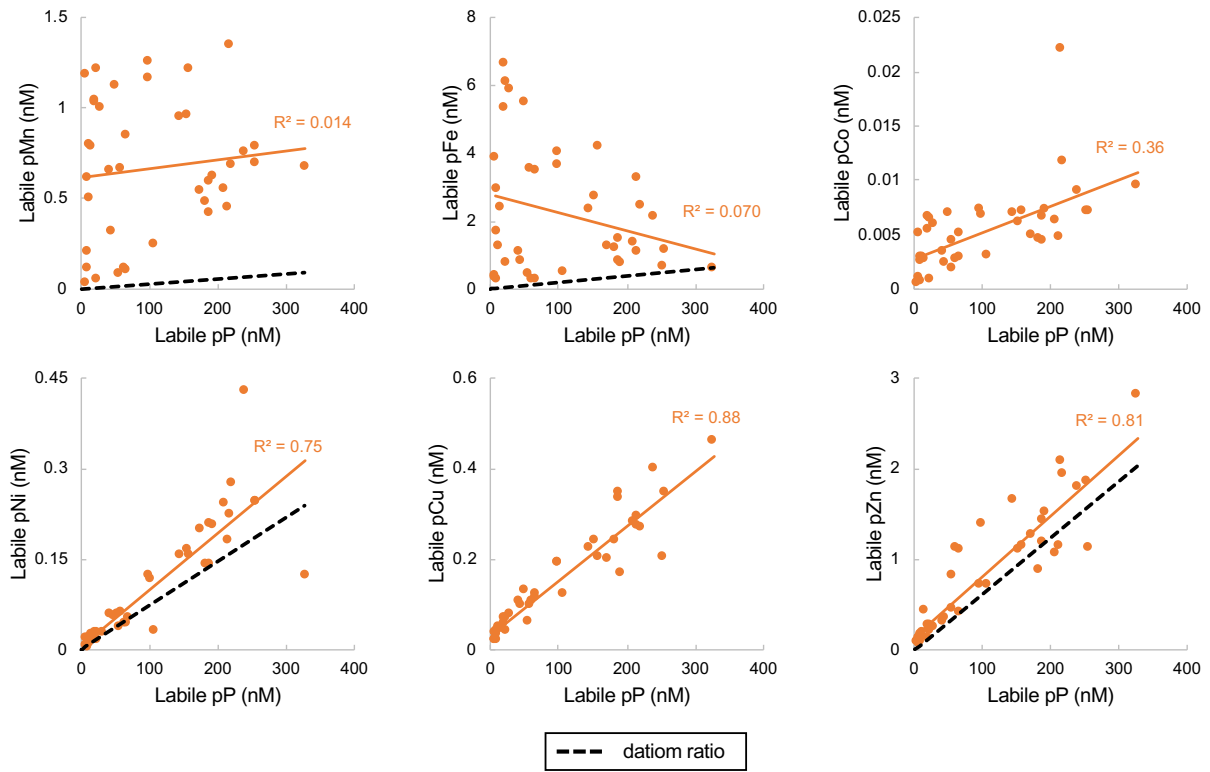 1.5
1
0.5
0
Labile pMn (nM)
R² = 0.014
0 100 200 300 400
Labile pP (nM)
8
6
4
2
0
Labile pFe (nM)
R² = 0.070
0 100 200 300 400
Labile pP (nM)
0.025
0.02
0.015
0.01
0.005
0
Labile pCo (nM)
R² = 0.36
0 100 200 300 400
Labile pP (nM)
0.45
0.3
0.15
0
Labile pNi (nM)
R² = 0.75
0 100 200 300 400
Labile pP (nM)
0.6
0.4
0.2
0
Labile pCu (nM)
R² = 0.88
0 100 200 300 400
Labile pP (nM)
3
2
1
0
Labile pZn (nM)
R² = 0.81
0 100 200 300 400
Labile pP (nM)
datiom ratio